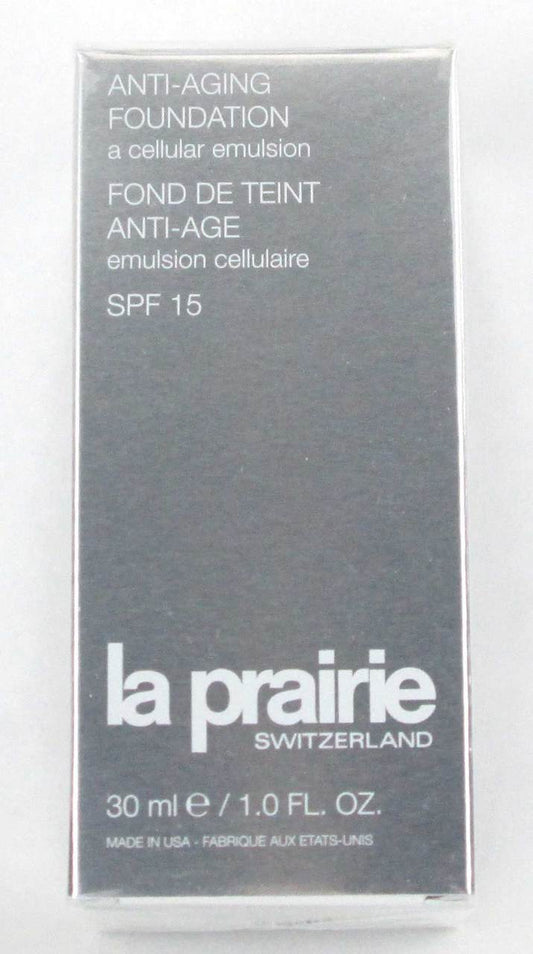 ANTI-AGING
FOUNDATION
a cellular emulsion
FOND DE TEINT
ANTI-AGE
emulsion cellulaire
SPF 15
la prairie
SWITZERLAND
30 ml ℮ / 1.0 FL. OZ.
MADE IN USA - FABRIQUE AUX ETATS-UNIS